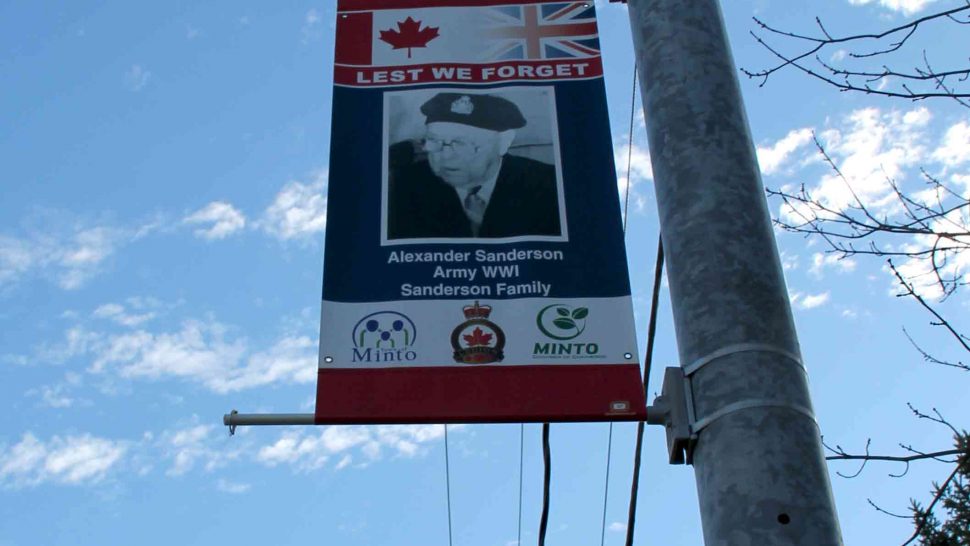 LEST WE FORGET
Alexander Sanderson
Army WWI
Sanderson Family
Minto
MINTO